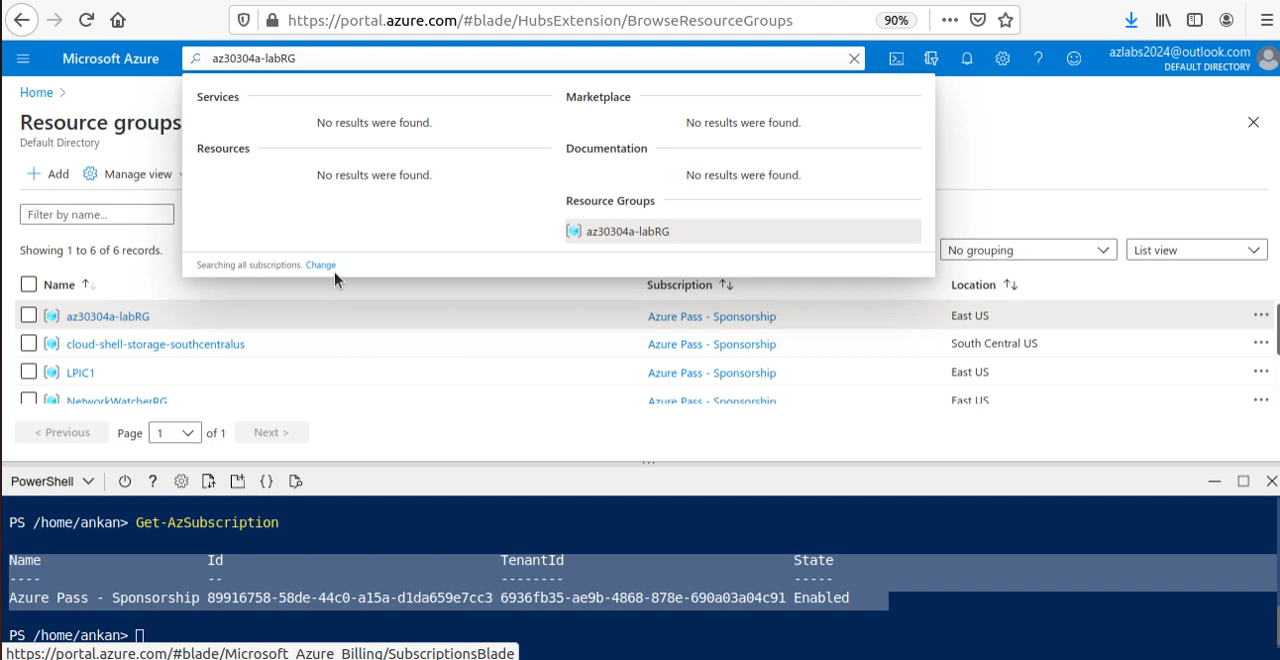 https://portal.azure.com/#blade/HubsExtension/BrowseResourceGroups
90%
Microsoft Azure
az30304a-labRG
azlabs2024@outlook.com
DEFAULT DIRECTORY
Home >
Resource groups
Default Directory
Add
Manage view
Filter by name...
Showing 1 to 6 of 6 records.
Services
No results were found.
Marketplace
No results were found.
Resources
No results were found.
Documentation
No results were found.
Resource Groups
az30304a-labRG
Searching all subscriptions. Change
No grouping
List view
Name
Subscription
Location
az30304a-labRG Azure Pass - Sponsorship East US
cloud-shell-storage-southcentralus Azure Pass - Sponsorship South Central US
LPIC1 Azure Pass - Sponsorship East US
NetworkWatcherRG Azure Pass - Sponsorship East US
< Previous Page 1 of 1 Next >
PowerShell
PS /home/ankan> Get-AzSubscription
Name Id TenantId State
---- -- -------- -----
Azure Pass - Sponsorship 89916758-58de-44c0-a15a-d1da659e7cc3 6936fb35-ae9b-4868-878e-690a03a04c91 Enabled
PS /home/ankan>
https://portal.azure.com/#blade/Microsoft_Azure_Billing/SubscriptionsBlade